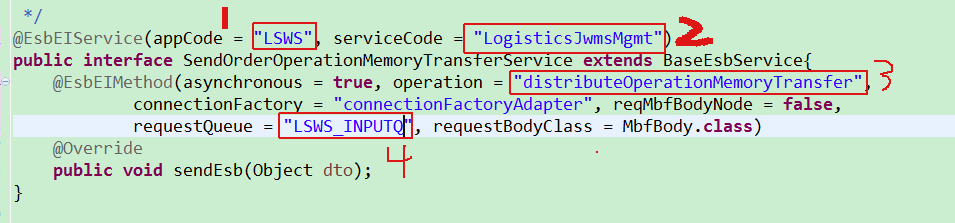 */
1
@EsbEIService(appCode = "LSWS", serviceCode = "LogisticsJwmsMgmt") 2
public interface SendOrderOperationMemoryTransferService extends BaseEsbService{
@EsbEIMethod(asynchronous = true, operation = "distributeOperationMemoryTransfer", 3
connectionFactory = "connectionFactoryAdapter", reqMbfBodyNode = false,
requestQueue = "LSWS_INPUTQ", requestBodyClass = MbfBody.class)
@Override 4
public void sendEsb(Object dto);
}